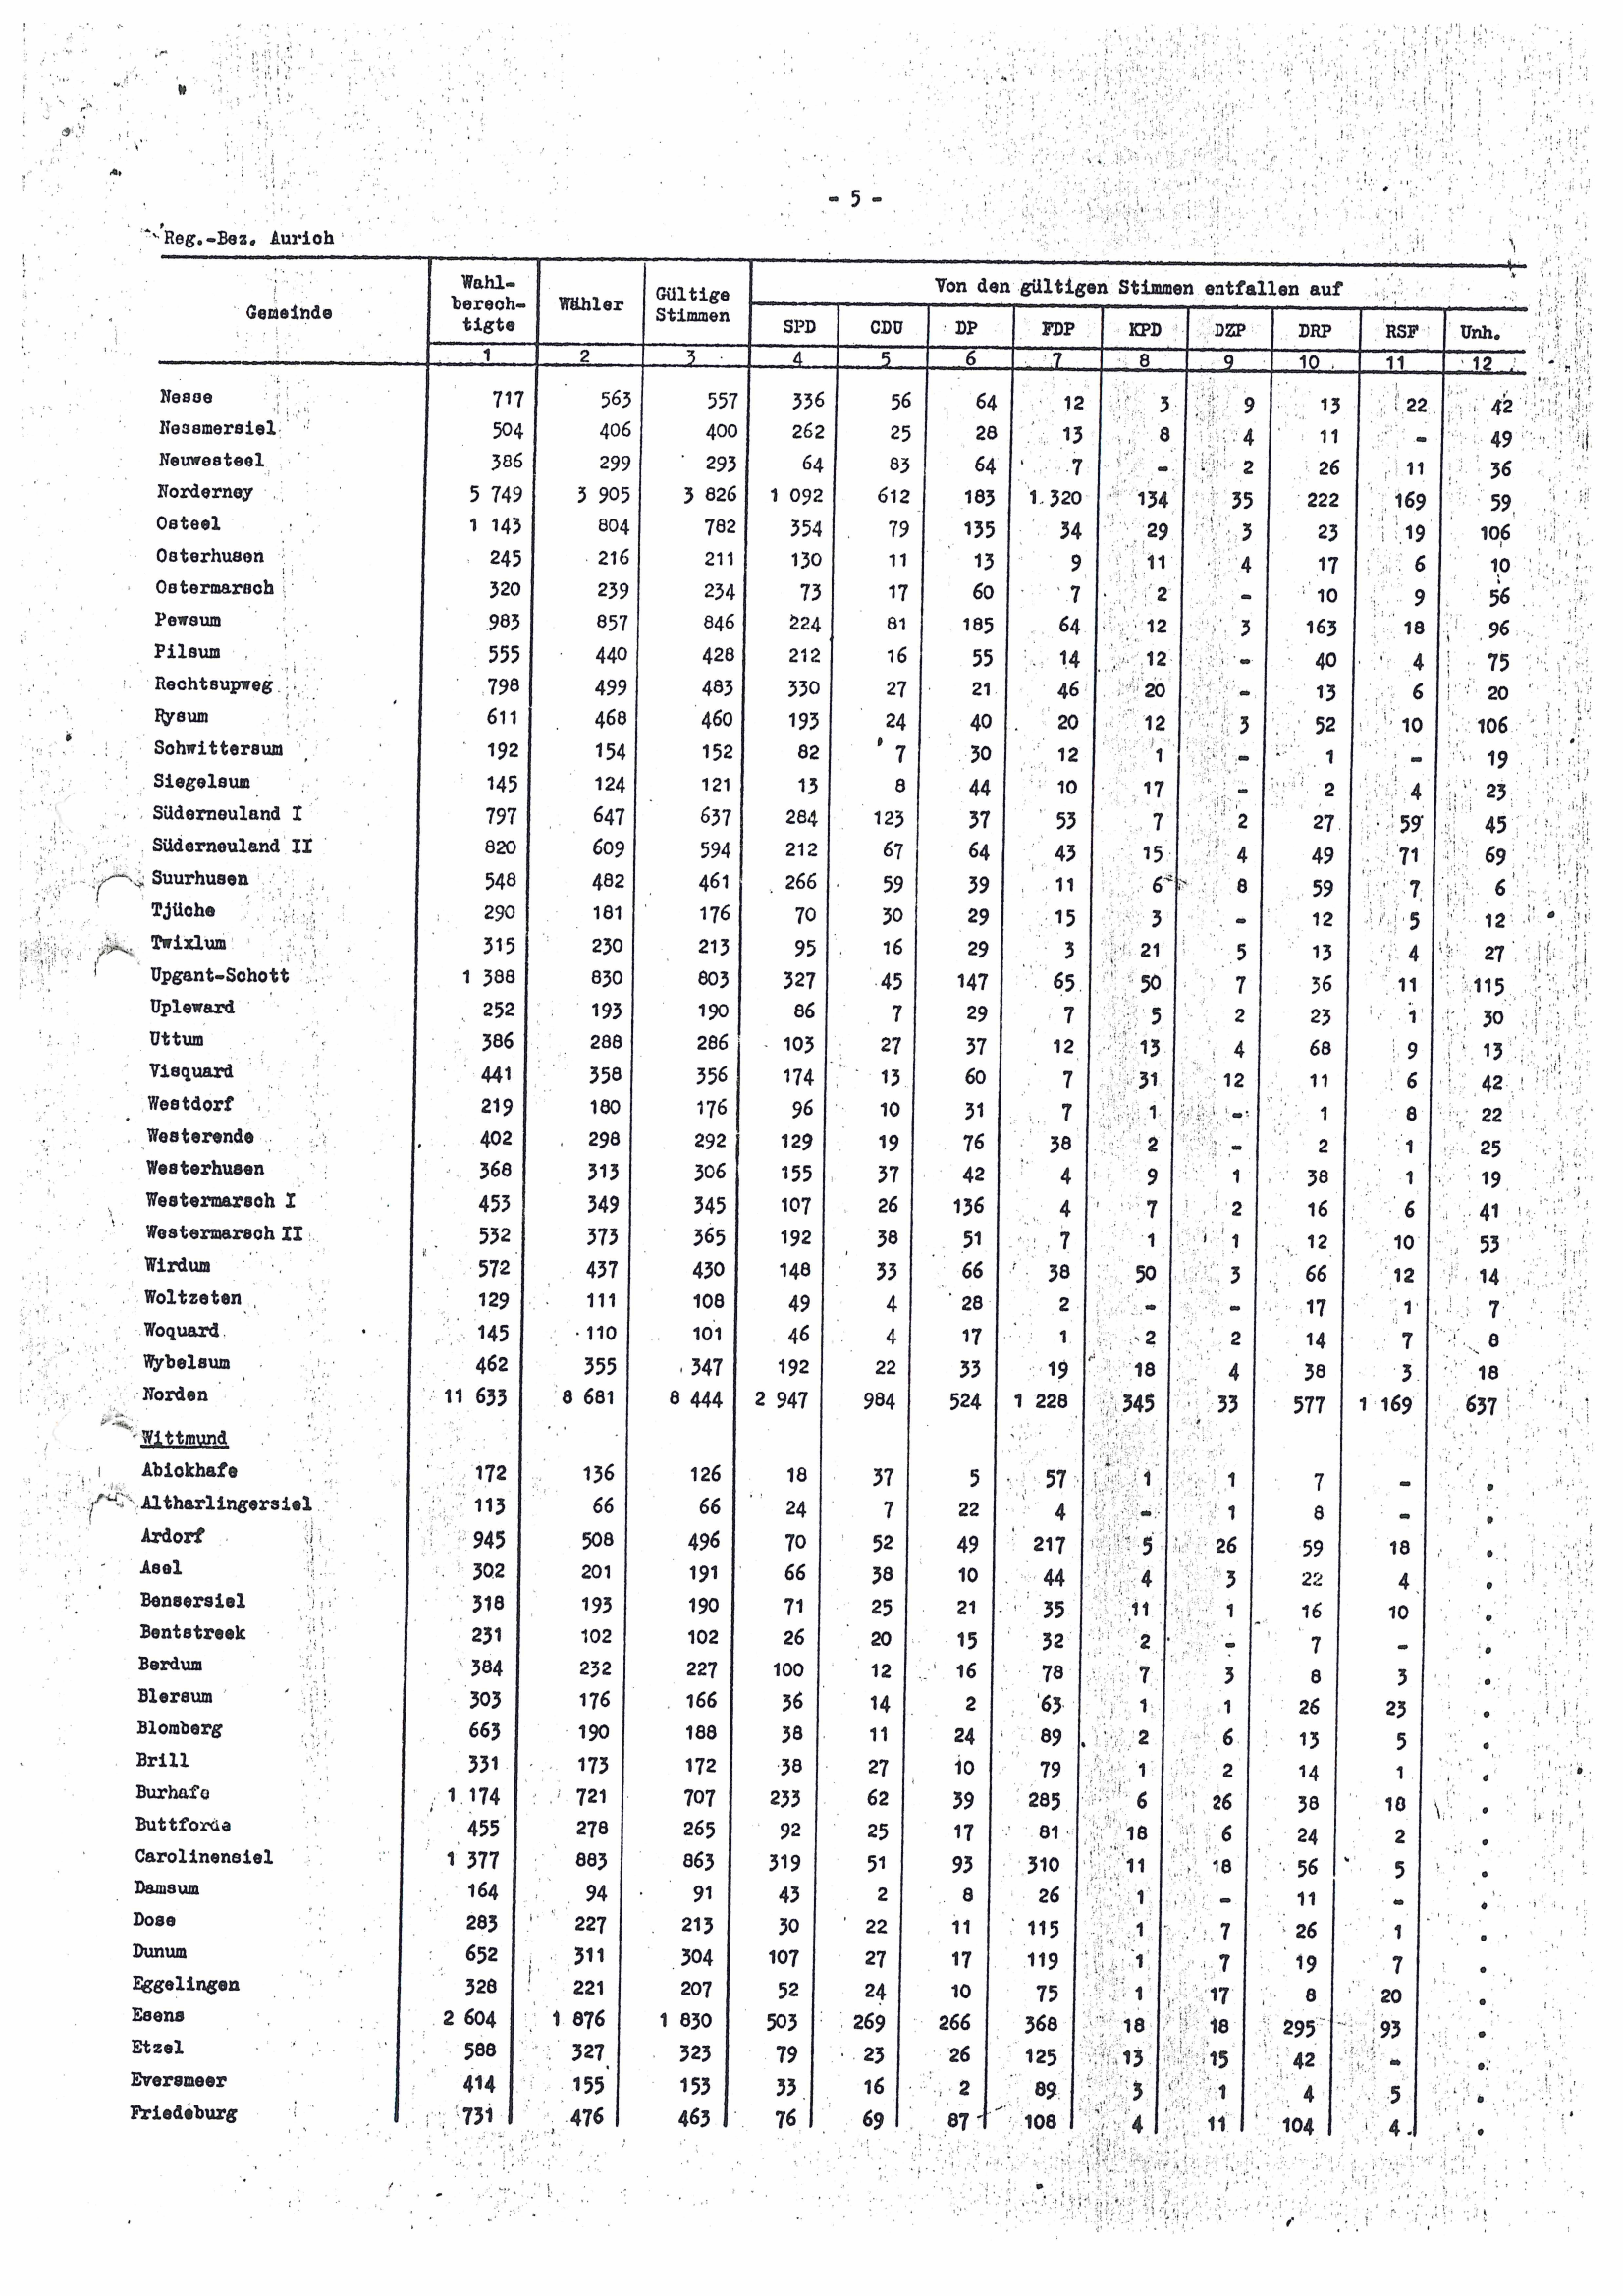 - 5 -
Reg.-Bez. Aurich
Gemeinde Wahl-berech-tigte Wähler Gültige Stimmen Von den gültigen Stimmen entfallen auf
SPD CDU DP FDP KPD DZP DRP RSF Unh.
1 2 3 4 5 6 7 8 9 10 11 12
Nesse 717 563 557 336 56 64 12 3 9 13 22 42
Nessmersiel 504 406 400 262 25 28 13 8 4 11 - 49
Neuwesteel 386 299 293 64 83 64 7 - 2 26 11 36
Norderney 5 749 3 905 3 826 1 092 612 183 1 320 134 35 222 169 59
Osteel 1 143 804 782 354 79 135 34 29 3 23 19 106
Osterhusen 245 216 211 130 11 13 9 11 4 17 6 10
Ostermarsch 320 239 234 73 17 60 7 2 - 10 9 56
Pewsum 983 857 846 224 81 185 64 12 3 163 18 96
Pilsum 555 440 428 212 16 55 14 12 - 40 4 75
Rechtsupweg 798 499 483 330 27 21 46 20 - 13 6 20
Rysum 611 468 460 193 24 40 20 12 3 52 10 106
Schwittersum 192 154 152 82 7 30 12 1 - 1 - 19
Siegelsum 145 124 121 13 8 44 10 17 - 2 4 23
Süderneuland I 797 647 637 284 123 37 53 7 2 27 59 45
Süderneuland II 820 609 594 212 67 64 43 15 4 49 71 69
Suurhusen 548 482 461 266 59 39 11 6 8 59 7 6
Tjüche 290 181 176 70 30 29 15 3 - 12 5 12
Twixlum 315 230 213 95 16 29 3 21 5 13 4 27
Upgant-Schott 1 388 830 803 327 45 147 65 50 7 36 11 115
Upleward 252 193 190 86 7 29 7 5 2 23 1 30
Uttum 386 288 286 103 27 37 12 13 4 68 9 13
Visquard 441 358 356 174 13 60 7 31 12 11 6 42
Westdorf 219 180 176 96 10 31 7 1 - 1 8 22
Westerende 402 298 292 129 19 76 38 2 - 2 1 25
Westerhusen 368 313 306 155 37 42 4 9 1 38 1 19
Westermarsch I 453 349 345 107 26 136 4 7 2 16 6 41
Westermarsch II 532 373 365 192 38 51 7 1 1 12 10 53
Wirdum 572 437 430 148 33 66 38 50 3 66 12 14
Woltzeten 129 111 108 49 4 28 2 - - 17 1 7
Woquard 145 110 101 46 4 17 1 2 2 14 7 8
Wybelsum 462 355 347 192 22 33 19 18 4 38 3 18
Norden 11 633 8 681 8 444 2 947 984 524 1 228 345 33 577 1 169 637
Wittmund
Abickhafe 172 136 126 18 37 5 57 1 1 7 - .
Altharlingersiel 113 66 66 24 7 22 4 - 1 8 - .
Ardorf 945 508 496 70 52 49 217 5 26 59 18 .
Asel 302 201 191 66 38 10 44 4 3 22 4 .
Bensersiel 318 193 190 71 25 21 35 11 1 16 10 .
Bentstreek 231 102 102 26 20 15 32 2 - 7 - .
Berdum 384 232 227 100 12 16 78 7 3 8 3 .
Blersum 303 176 166 36 14 2 63 1 1 26 23 .
Blomberg 663 190 188 38 11 24 89 2 6 13 5 .
Brill 331 173 172 38 27 10 79 1 2 14 1 .
Burhafe 1 174 721 707 233 62 39 285 6 26 38 18 .
Buttforde 455 278 265 92 25 17 81 18 6 24 2 .
Carolinensiel 1 377 883 863 319 51 93 310 11 18 56 5 .
Damsum 164 94 91 43 2 8 26 1 - 11 - .
Dose 283 227 213 30 22 11 115 1 7 26 1 .
Dunum 652 311 304 107 27 17 119 1 7 19 7 .
Eggelingen 328 221 207 52 24 10 75 1 17 8 20 .
Esens 2 604 1 876 1 830 503 269 266 368 18 18 295 93 .
Etzel 588 327 323 79 23 26 125 13 15 42 - .
Eversmeer 414 155 153 33 16 2 89 3 1 4 5 .
Friedeburg 731 476 463 76 69 87 108 4 11 104 4 .